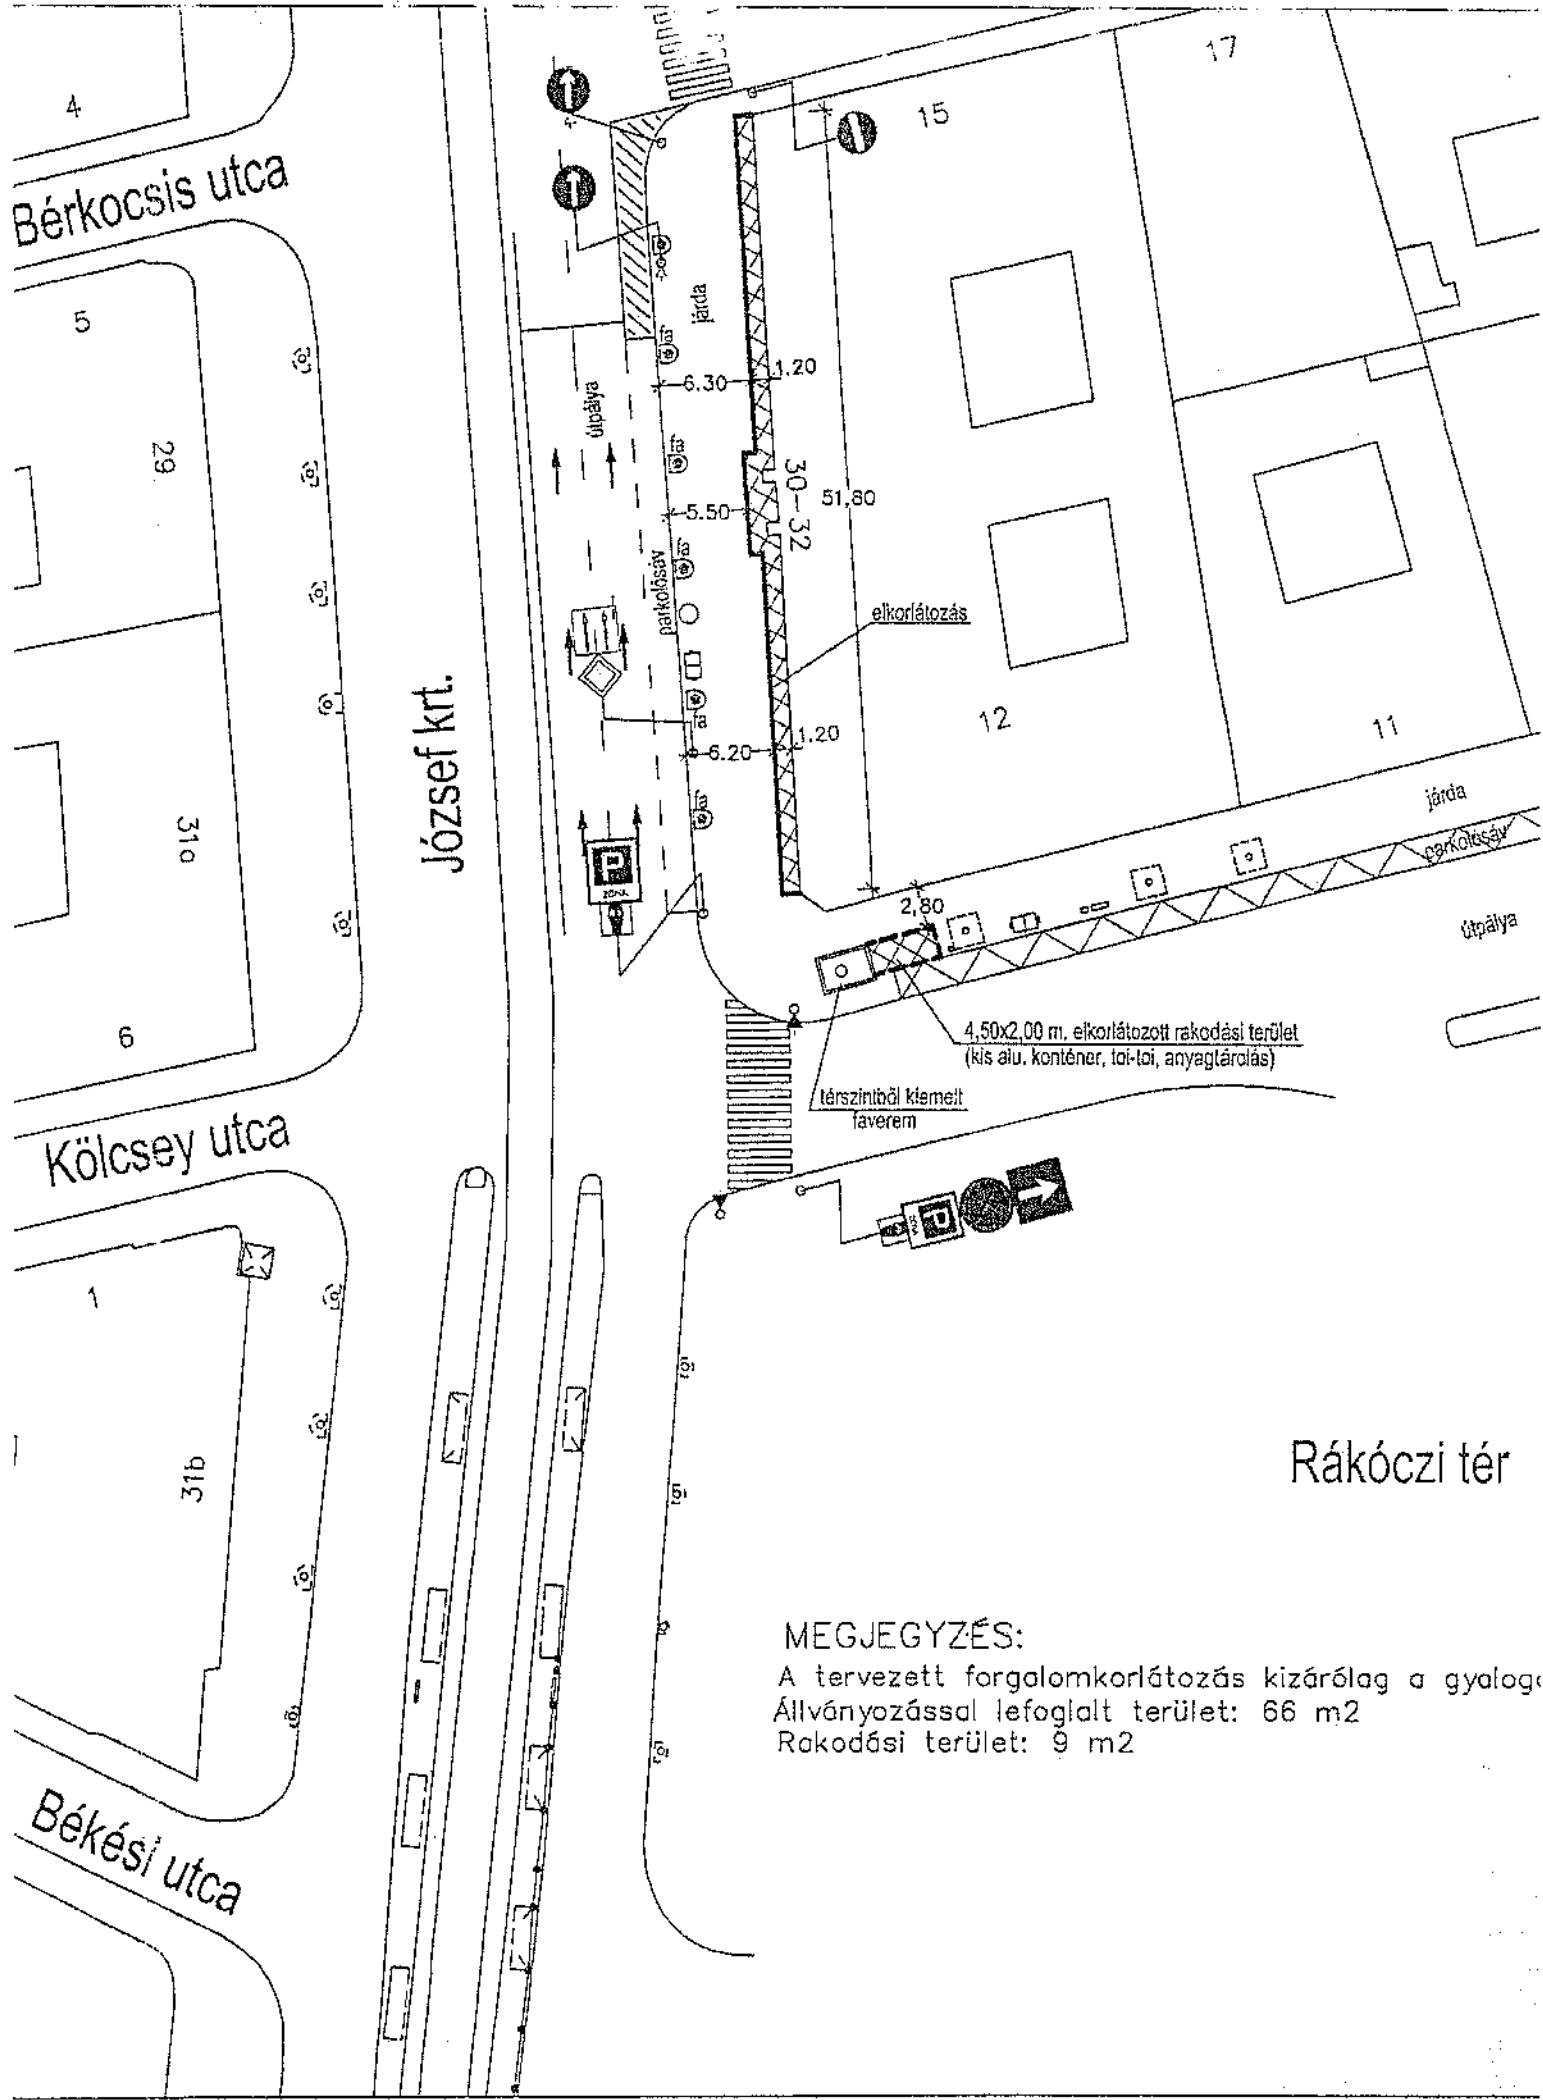 4
17
15
Bérkocsis utca
5
járda
útpálya
6.30
1.20
29
30-32
51,80
5.50
parkolósáv
elkorlátozás
József krt.
fa
fa
fa
fa
fa
12
11
6.20
1.20
31a
járda
parkolósáv
P
ZÓNA
2,80
útpálya
6
4,50x2,00 m. elkorlátozott rakodási terület
(kis alu. konténer, toi-toi, anyagtárolás)
térszintből kiemelt
faverem
Kölcsey utca
P
ZÓNA
1
Rákóczi tér
31b
MEGJEGYZÉS:
A tervezett forgalomkorlátozás kizárólag a gyalogo
Állványozással lefoglalt terület: 66 m2
Rakodási terület: 9 m2
Békési utca